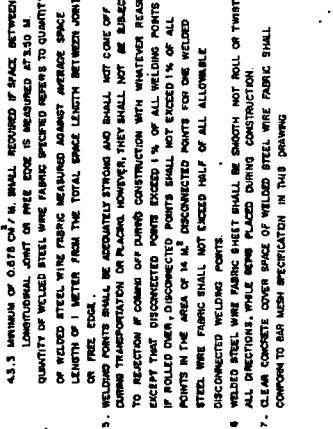 4.3.3 MINIMUM OF 0.878 CM²/M. SHALL REQUIRED IF SPACE BETWEEN
LONGITUDINAL JOINT OR FREE EDGE IS MEASURED AT 3.50 M.
QUANTITY OF WELDED STEEL WIRE FABRIC SPECIFIED REFERS TO QUANTITY
OF WELDED STEEL WIRE FABRIC MEASURED AGAINST AVERAGE SPACE
LENGTH OF 1 METER FROM THE TOTAL SPACE LENGTH BETWEEN JOINT
OR FREE EDGE.
5. WELDING POINTS SHALL BE ADEQUATELY STRONG AND SHALL NOT COME OFF
DURING TRANSPORTATION OR PLACING. HOWEVER, THEY SHALL NOT BE SUBJEC
TO REJECTION IF COMING OFF DURING CONSTRUCTION WITH WHATEVER REAS
EXCEPT THAT DISCONNECTED POINTS EXCEED 1% OF ALL WELDING POINTS
IF ROLLED OVER, DISCONNECTED POINTS SHALL NOT EXCEED 1% OF ALL
POINTS IN THE AREA OF 14 M.² DISCONNECTED POINTS FOR ONE WELDED
STEEL WIRE FABRIC SHALL NOT EXCEED HALF OF ALL ALLOWABLE
DISCONNECTED WELDING POINTS.
6 WELDED STEEL WIRE FABRIC SHEET SHALL BE SMOOTH NOT ROLL OR TWIST
ALL DIRECTIONS, WHILE BEING PLACED DURING CONSTRUCTION.
7. CLEAR CONCRETE COVER SPACE OF WELDED STEEL WIRE FABRIC SHALL
CONFORM TO BAR MESH SPECIFICATION IN THIS DRAWING